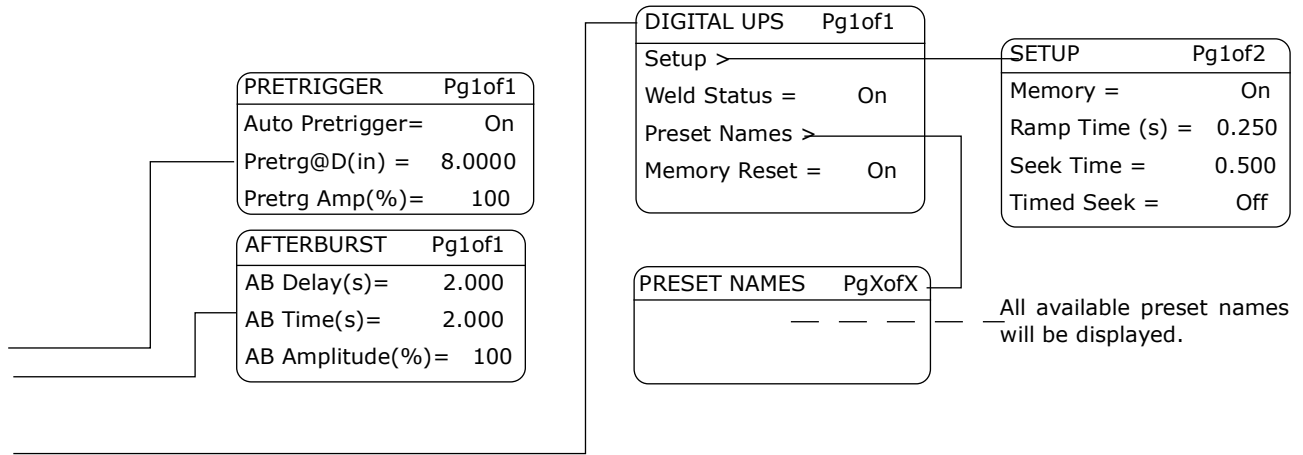 PRETRIGGER Pg1of1
Auto Pretrigger= On
Pretrg@D(in) = 8.0000
Pretrg Amp(%)= 100
AFTERBURST Pg1of1
AB Delay(s)= 2.000
AB Time(s)= 2.000
AB Amplitude(%)= 100
DIGITAL UPS Pg1of1
Setup >
Weld Status = On
Preset Names >
Memory Reset = On
PRESET NAMES PgXofX
SETUP Pg1of2
Memory = On
Ramp Time (s) = 0.250
Seek Time = 0.500
Timed Seek = Off
All available preset names
will be displayed.